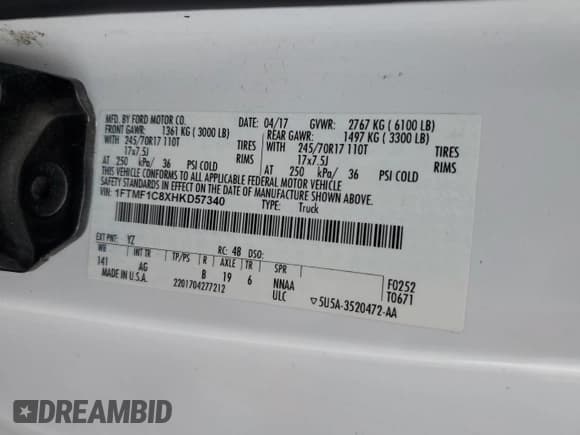 MFD. BY FORD MOTOR CO. DATE: 04/17 GVWR: 2767 KG ( 6100 LB)
FRONT GAWR: 1361 KG ( 3000 LB) REAR GAWR: 1497 KG ( 3300 LB)
WITH 245/70R17 110T TIRES WITH 245/70R17 110T TIRES
17x7.5J RIMS 17x7.5J RIMS
AT 250 kPa/ 36 PSI COLD AT 250 kPa/ 36 PSI COLD
THIS VEHICLE CONFORMS TO ALL APPLICABLE FEDERAL MOTOR VEHICLE
SAFETY STANDARDS IN EFFECT ON THE DATE OF MANUFACTURE SHOWN ABOVE.
VIN: 1FTMF1C8XHKD57340 TYPE: Truck
EXT PNT: YZ RC: 48 DSO: F0252
WB INT TR TP/PS R AXLE TR SPR T0671
141 AG B 19 6 NNAA
MADE IN U.S.A. 2201704277212 ULC ▽5U5A-3520472-AA
DREAMBID